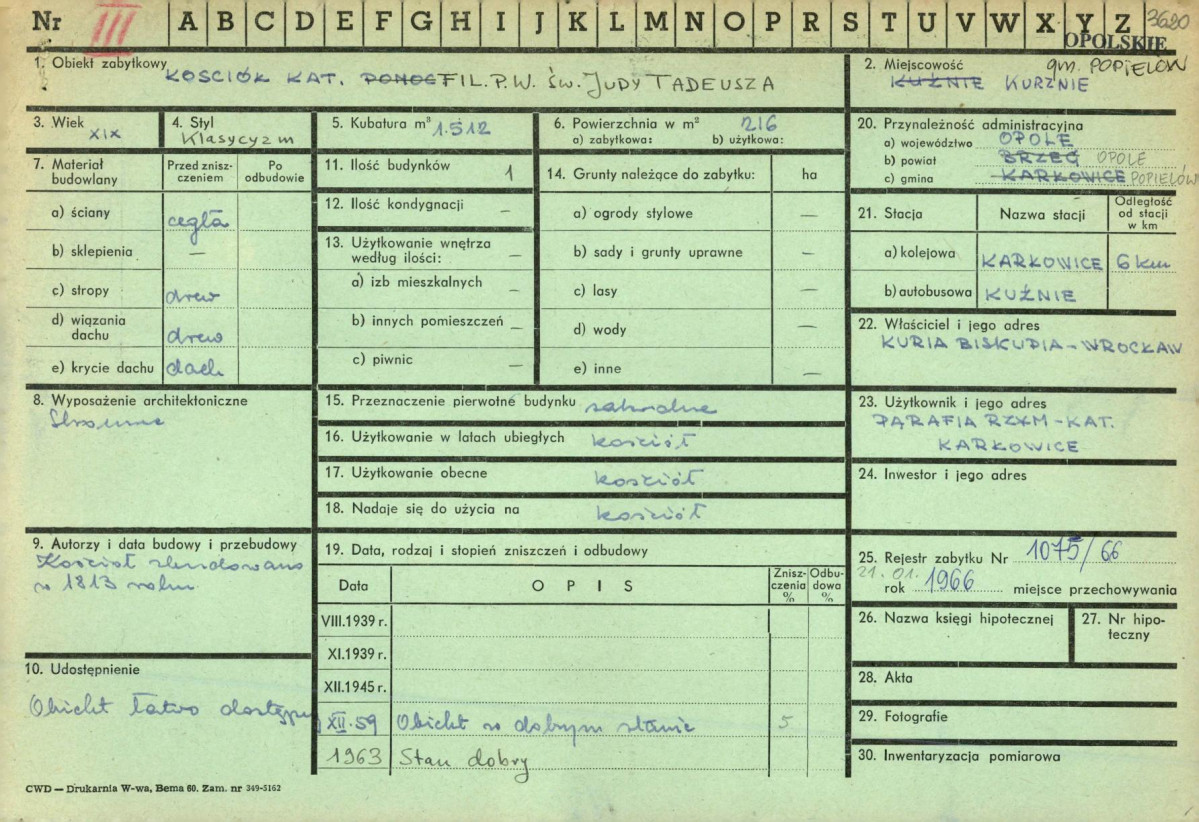 Nr III A B C D E F G H I J K L M N O P R S T U V W X Y Z 3620
OPOLSKIE
1. Obiekt zabytkowy KOSCIÓŁ KAT. FIL. P.W. ŚW. JUDY TADEUSZA
2. Miejscowość gm. POPIELÓW
KUŹNIE KURZNIE
3. Wiek XIX
4. Styl Klasycyzm
5. Kubatura m³ 1.512
6. Powierzchnia w m² 216
a) zabytkowa: b) użytkowa:
7. Materiał budowlany
Przed zniszczeniem
Po odbudowie
a) ściany cegła
b) sklepienia —
c) stropy drew
d) wiązania dachu drew
e) krycie dachu dach
8. Wyposażenie architektoniczne
9. Autorzy i data budowy i przebudowy
Kościół zbudowano
w 1813 roku
10. Udostępnienie
Obiekt łatwo dostępny
11. Ilość budynków 1
12. Ilość kondygnacji —
13. Użytkowanie wnętrza
według ilości: —
a) izb mieszkalnych —
b) innych pomieszczeń —
c) piwnic —
14. Grunty należące do zabytku: ha
a) ogrody stylowe —
b) sady i grunty uprawne —
c) lasy —
d) wody —
e) inne —
15. Przeznaczenie pierwotne budynku sakralne
16. Użytkowanie w latach ubiegłych kościół
17. Użytkowanie obecne kościół
18. Nadaje się do użycia na kościół
19. Data, rodzaj i stopień zniszczeń i odbudowy
Data OPIS Zniszczenia % Odbudowa %
VIII.1939 r.
XI.1939 r.
XII.1945 r.
XII.59 Obiekt w dobrym stanie 5
1963 Stan dobry
20. Przynależność administracyjna
a) województwo OPOLE
b) powiat BRZEG OPOLE
c) gmina KARŁOWICE POPIELÓW
21. Stacja Nazwa stacji Odległość od stacji w km
a) kolejowa KARŁOWICE 6 km
b) autobusowa KUŹNIE
22. Właściciel i jego adres
KURIA BISKUPIA – WROCŁAW
23. Użytkownik i jego adres
PARAFIA RZYM – KAT.
KARŁOWICE
24. Inwestor i jego adres
25. Rejestr zabytku Nr 1075/66
21. 01.
rok 1966 miejsce przechowywania
26. Nazwa księgi hipotecznej
27. Nr hipoteczny
28. Akta
29. Fotografie
30. Inwentaryzacja pomiarowa
CWD — Drukarnia W-wa, Bema 60. Zam. nr 349-5162